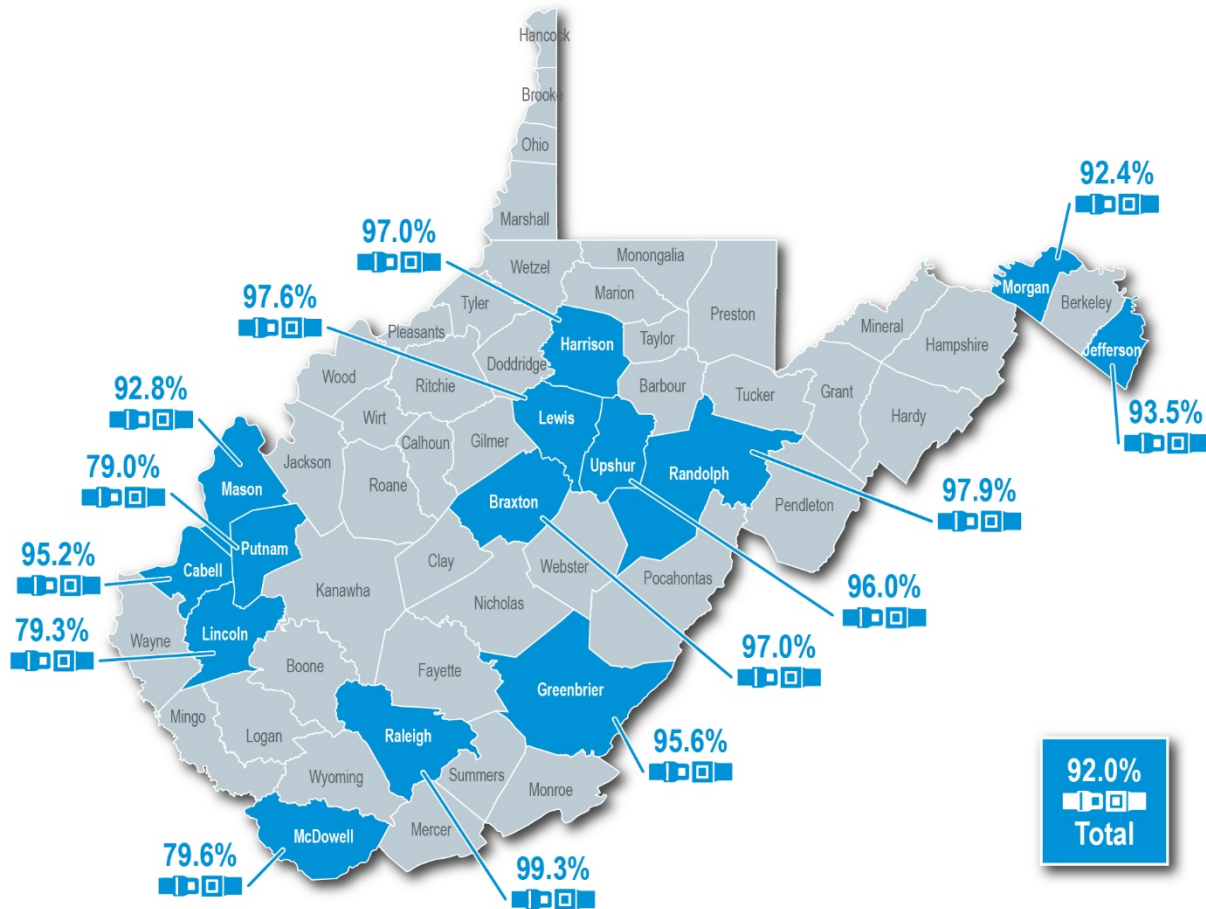 Hancock
Brooke
Ohio
Marshall
92.4%
97.0%
Wetzel
Monongalia
Morgan
Berkeley
97.6%
Tyler
Marion
Preston
Mineral
Hampshire
Jefferson
Pleasants
Harrison
Taylor
Doddridge
Wood
Ritchie
Barbour
Tucker
Grant
Hardy
93.5%
92.8%
Wirt
Lewis
Calhoun
Gilmer
Jackson
Upshur
Randolph
79.0%
Mason
Roane
Braxton
Pendleton
97.9%
95.2%
Putnam
Cabell
Clay
Webster
Kanawha
Pocahontas
96.0%
Nicholas
79.3%
Lincoln
Wayne
Boone
Fayette
97.0%
Greenbrier
Mingo
Logan
Raleigh
95.6%
Wyoming
Summers
Monroe
92.0%
Total
McDowell
Mercer
79.6%
99.3%